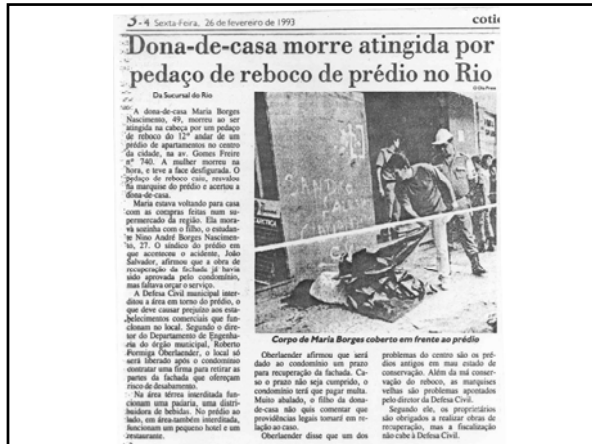 3-4 Sexta-Feira, 26 de fevereiro de 1993
Dona-de-casa morre atingida por
pedaço de reboco de prédio no Rio
Da Sucursal do Rio
A dona-de-casa Maria Borges
Nascimento, 49, morreu ao ser
atingida na cabeça por um pedaço
de reboco do 12º andar de um
prédio de apartamentos no centro
da cidade, na av. Gomes Freire
nº 740. A mulher morreu na
hora, e teve a face desfigurada. O
pedaço de reboco caiu, resvalou
na marquise do prédio e acertou a
dona-de-casa.
Maria estava voltando para casa
com as compras feitas num su-
permercado da região. Ela mora-
va sozinha com o filho, o estudan-
te Nino André Borges Nascimen-
to, 27. O síndico do prédio em
que aconteceu o acidente, João
Salvador, afirmou que a obra de
recuperação da fachada já havia
sido aprovada pelo condomínio,
mas faltava orçar o serviço.
A Defesa Civil municipal inter-
ditou a área em torno do prédio, o
que deve causar prejuízo aos esta-
belecimentos comerciais que fun-
cionam no local. Segundo o dire-
tor do Departamento de Engenha-
ria do órgão municipal, Roberto
Formiga Oberlaender, o local só
será liberado após o condomínio
contratar uma firma para retirar as
partes da fachada que ofereçam
risco de desabamento.
Na área térrea interditada fun-
cionam uma padaria, uma distri-
buidora de bebidas. No prédio ao
lado, em área também interditada,
funcionam um pequeno hotel e um
restaurante.
Corpo de Maria Borges coberto em frente ao prédio
Oberlaender afirmou que será
dado ao condomínio um prazo
para recuperação da fachada. Ca-
so o prazo não seja cumprido, o
condomínio terá que pagar multa.
Muito abalado, o filho da dona-
de-casa não quis comentar que
providências legais tomará em re-
lação ao caso.
Oberlaender disse que um dos
problemas do centro são os pré-
dios antigos em mau estado de
conservação. Além da má conser-
vação do reboco, as marquises
velhas são problemas apontados
pelo diretor da Defesa Civil.
Segundo ele, os proprietários
são obrigados a realizar obras de
recuperação, mas a fiscalização
não cabe à Defesa Civil.